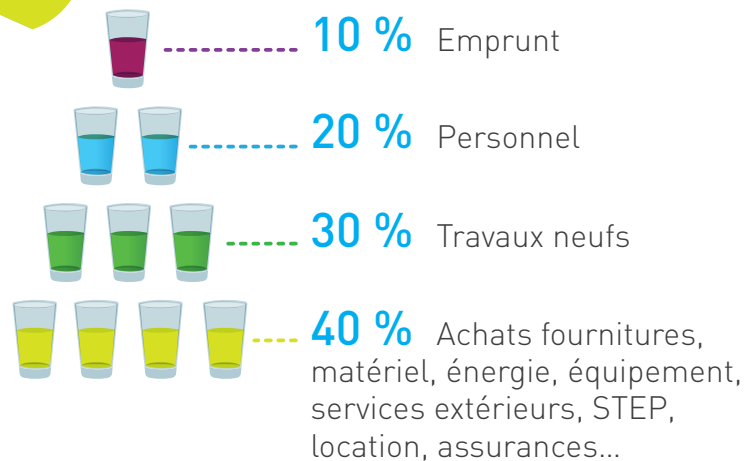 10 % Emprunt
20 % Personnel
30 % Travaux neufs
40 % Achats fournitures,
matériel, énergie, équipement,
services extérieurs, STEP,
location, assurances...